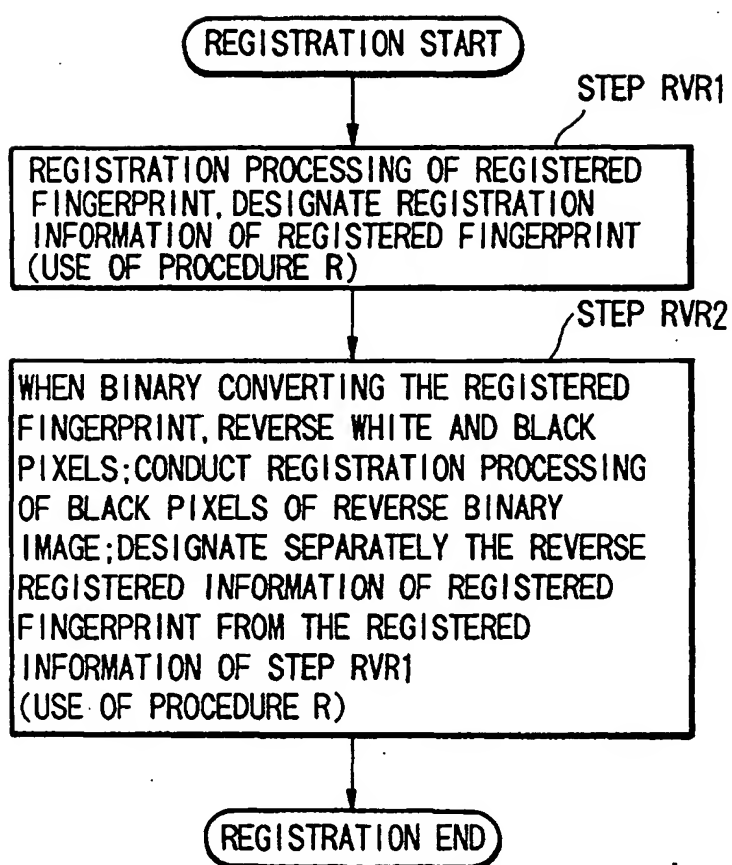 REGISTRATION START
STEP RVR1
REGISTRATION PROCESSING OF REGISTERED
FINGERPRINT, DESIGNATE REGISTRATION
INFORMATION OF REGISTERED FINGERPRINT
(USE OF PROCEDURE R)
STEP RVR2
WHEN BINARY CONVERTING THE REGISTERED
FINGERPRINT, REVERSE WHITE AND BLACK
PIXELS;CONDUCT REGISTRATION PROCESSING
OF BLACK PIXELS OF REVERSE BINARY
IMAGE;DESIGNATE SEPARATELY THE REVERSE
REGISTERED INFORMATION OF REGISTERED
FINGERPRINT FROM THE REGISTERED
INFORMATION OF STEP RVR1
(USE OF PROCEDURE R)
REGISTRATION END